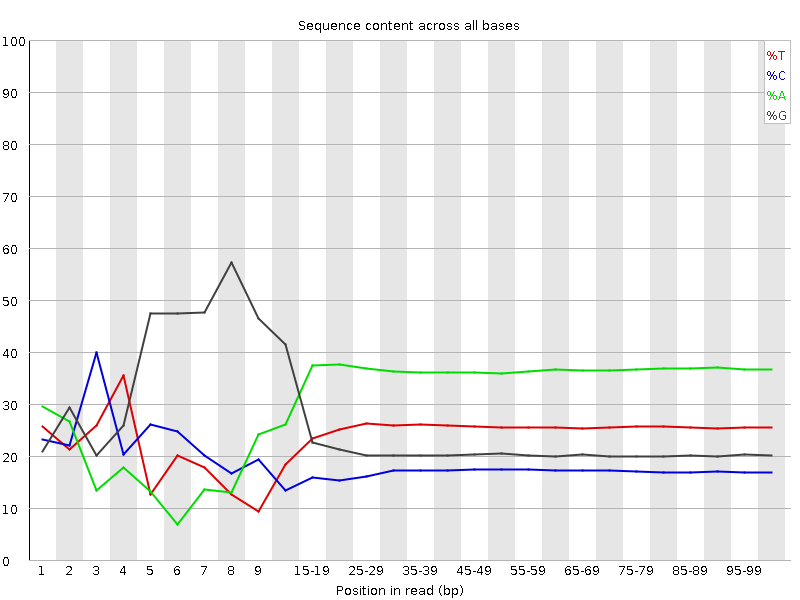 Sequence content across all bases
%T
%C
%A
%G
100
90
80
70
60
50
40
30
20
10
0
1 2 3 4 5 6 7 8 9 15-19 25-29 35-39 45-49 55-59 65-69 75-79 85-89 95-99
Position in read (bp)